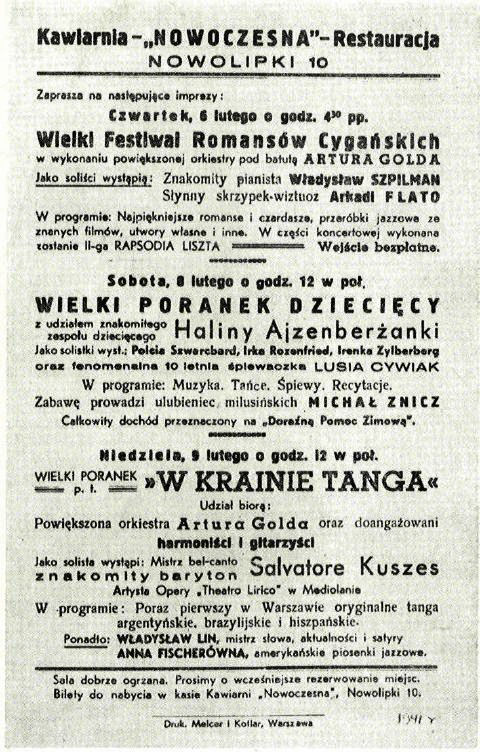 Kawiarnia-„NOWOCZESNA"-Restauracja
NOWOLIPKI 10
Zaprasza na następujące imprezy:
Czwartek, 6 lutego o godz. 4³⁰ pp.
Wielki Festiwal Romansów Cygańskich
w wykonaniu powiększonej orkiestry pod batutą ARTURA GOLDA
Jako soliści wystąpią: Znakomity pianista Władysław SZPILMAN
Słynny skrzypek-wiztuoz Arkadi FLATO
W programie: Najpiękniejsze romanse i czardasze, przeróbki jazzowe ze
znanych filmów, utwory własne i inne. W części koncertowej wykonana
zostanie II-ga RAPSODIA LISZTA Wejście bezpłatne.
Sobota, 8 lutego o godz. 12 w poł.
WIELKI PORANEK DZIECIĘCY
z udziałem znakomitego
zespołu dziecięcego Haliny Ajzenberżanki
Jako solistki wyst.: Polcia Szwarcbard, Irka Rozenfried, Irenka Zylberberg
oraz fenomenalna 10 letnia śpiewaczka LUSIA CYWIAK
W programie: Muzyka. Tańce. Śpiewy. Recytacje.
Zabawę prowadzi ulubieniec milusińskich MICHAŁ ZNICZ
Całkowity dochód przeznaczony na „Doraźną Pomoc Zimową".
Niedziela, 9 lutego o godz. 12 w poł.
WIELKI PORANEK
p. t. »W KRAINIE TANGA«
Udział biorą:
Powiększona orkiestra Artura Golda oraz doangażowani
harmoniści i gitarzyści
Jako solista wystąpi: Mistrz bel-canto
znakomity baryton Salvatore Kuszes
Artysta Opery „Theatro Lirico" w Mediolanie
W programie: Poraz pierwszy w Warszawie oryginalne tanga
argentyńskie, brazylijskie i hiszpańskie.
Ponadto: WŁADYSŁAW LIN, mistrz słowa, aktualności i satyry
ANNA FISCHERÓWNA, amerykańskie piosenki jazzowe.
Sala dobrze ogrzana. Prosimy o wcześniejsze rezerwowanie miejsc.
Bilety do nabycia w kasie Kawiarni „Nowoczesna", Nowolipki 10.
Druk. Melcer i Kotlar, Warszawa
1941 r